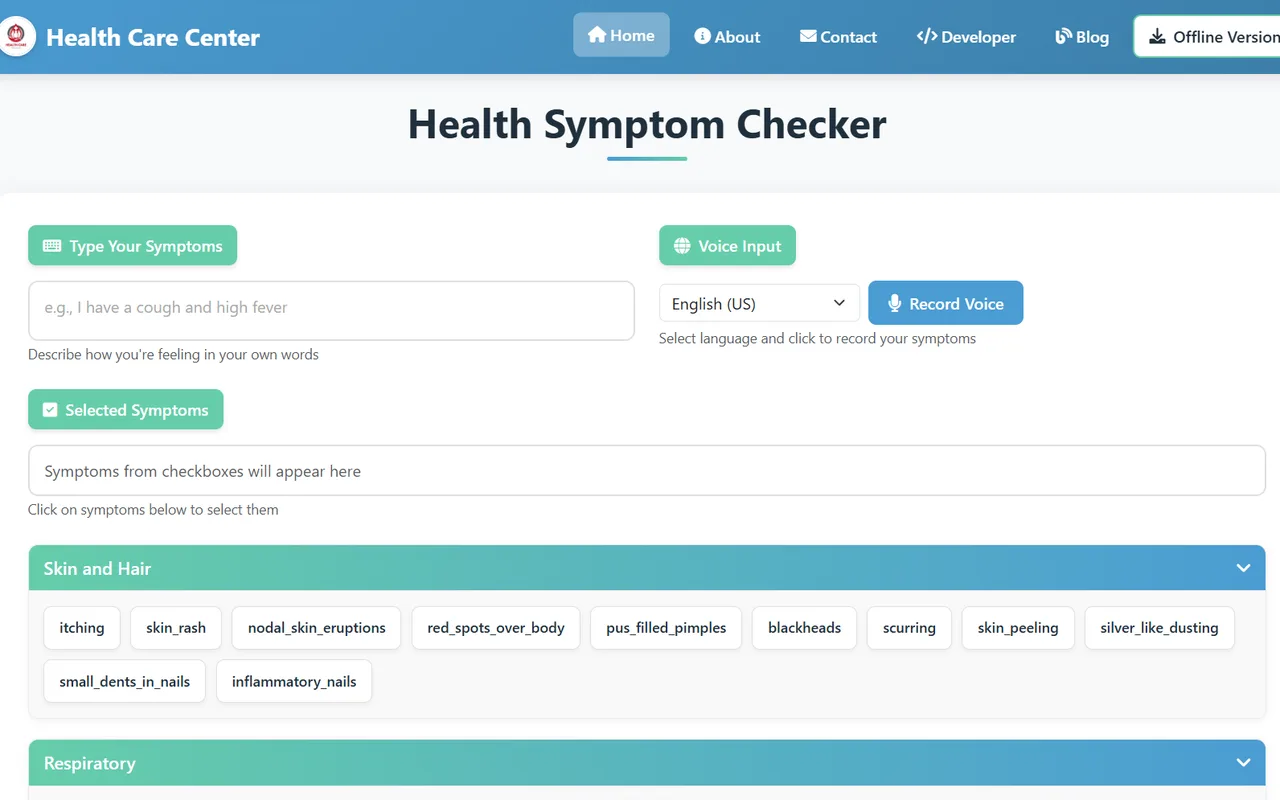 Health Care Center
Home
About
Contact
Developer
Blog
Offline Version
Health Symptom Checker
Type Your Symptoms
Voice Input
e.g., I have a cough and high fever
English (US)
Record Voice
Describe how you're feeling in your own words
Select language and click to record your symptoms
Selected Symptoms
Symptoms from checkboxes will appear here
Click on symptoms below to select them
Skin and Hair
itching
skin_rash
nodal_skin_eruptions
red_spots_over_body
pus_filled_pimples
blackheads
scurring
skin_peeling
silver_like_dusting
small_dents_in_nails
inflammatory_nails
Respiratory